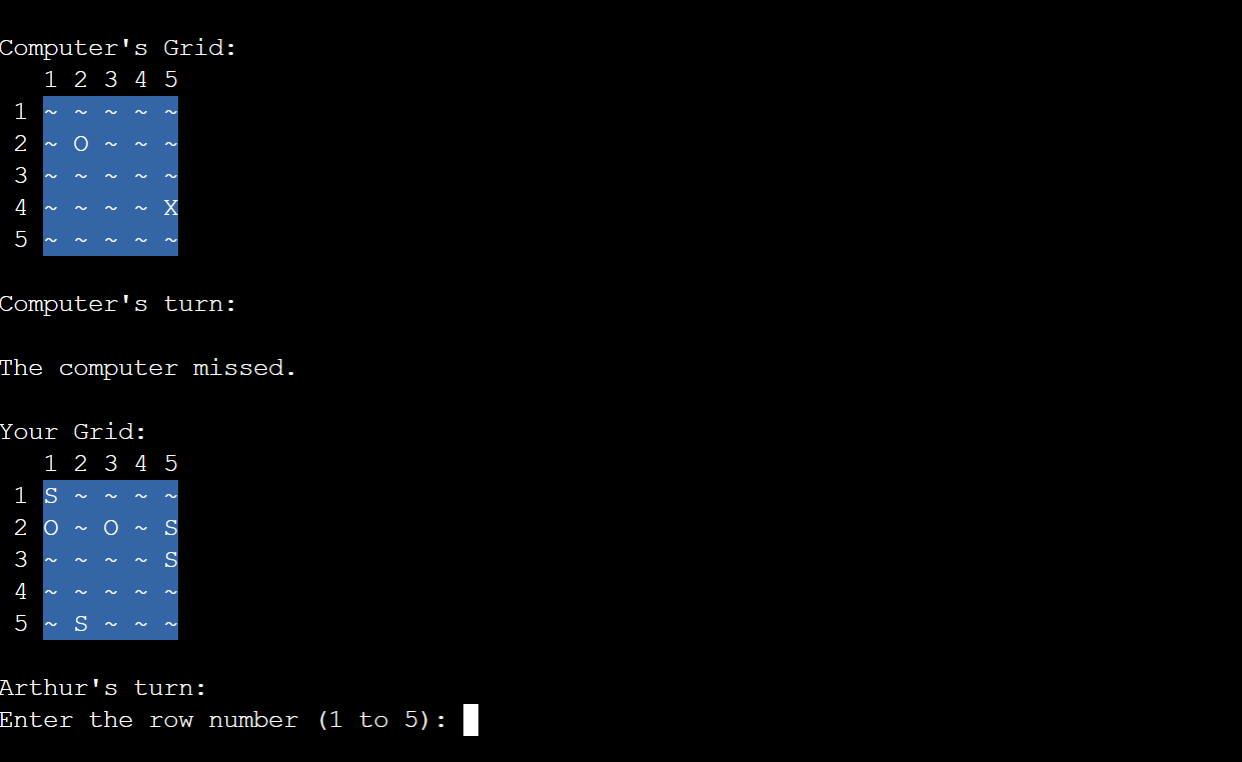 Computer's Grid:
   1 2 3 4 5
 1 ~ ~ ~ ~ ~
 2 ~ O ~ ~ ~
 3 ~ ~ ~ ~ ~
 4 ~ ~ ~ ~ X
 5 ~ ~ ~ ~ ~
Computer's turn:
The computer missed.
Your Grid:
   1 2 3 4 5
 1 S ~ ~ ~ ~
 2 O ~ O ~ S
 3 ~ ~ ~ ~ S
 4 ~ ~ ~ ~ ~
 5 ~ S ~ ~ ~
Arthur's turn:
Enter the row number (1 to 5):